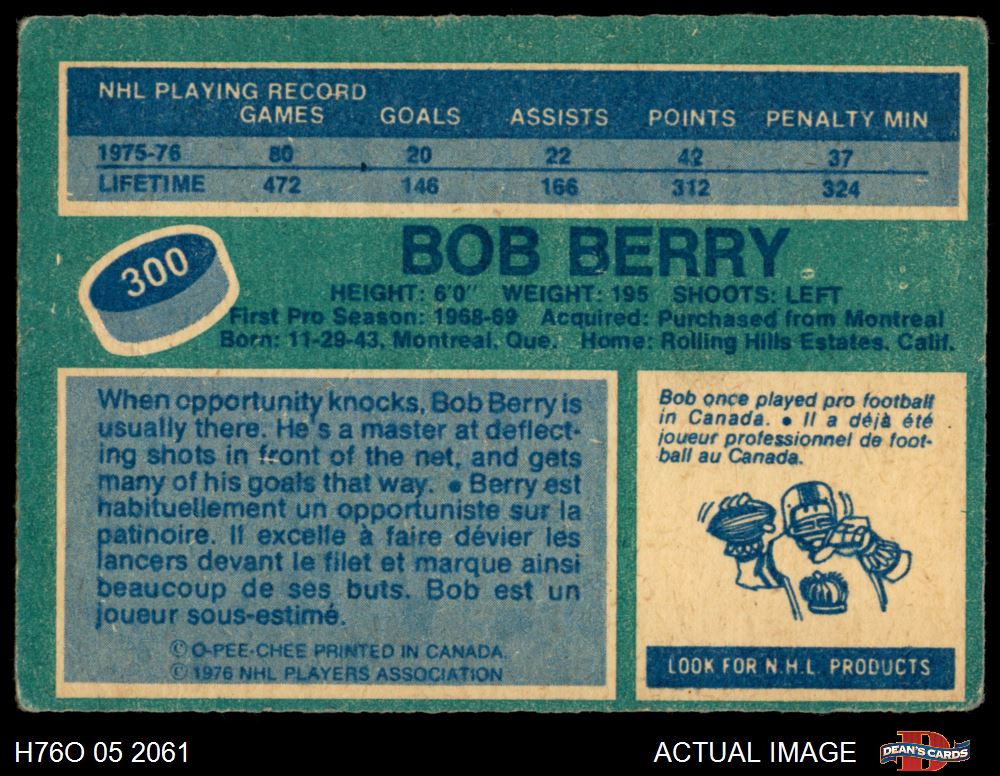 NHL PLAYING RECORD
GAMES GOALS ASSISTS POINTS PENALTY MIN
1975-76 80 20 22 42 37
LIFETIME 472 146 166 312 324
300
BOB BERRY
HEIGHT: 6'0" WEIGHT: 195 SHOOTS: LEFT
First Pro Season: 1968-69 Acquired: Purchased from Montreal
Born: 11-29-43, Montreal, Que. Home: Rolling Hills Estates, Calif.
When opportunity knocks, Bob Berry is
usually there. He's a master at deflect-
ing shots in front of the net, and gets
many of his goals that way. • Berry est
habituellement un opportuniste sur la
patinoire. Il excelle à faire dévier les
lancers devant le filet et marque ainsi
beaucoup de ses buts. Bob est un
joueur sous-estimé.
© O-PEE-CHEE PRINTED IN CANADA.
© 1976 NHL PLAYERS ASSOCIATION
Bob once played pro football
in Canada. • Il a déjà été
joueur professionnel de foot-
ball au Canada.
LOOK FOR N.H.L. PRODUCTS
H76O 05 2061
ACTUAL IMAGE
D
DEAN'S CARDS